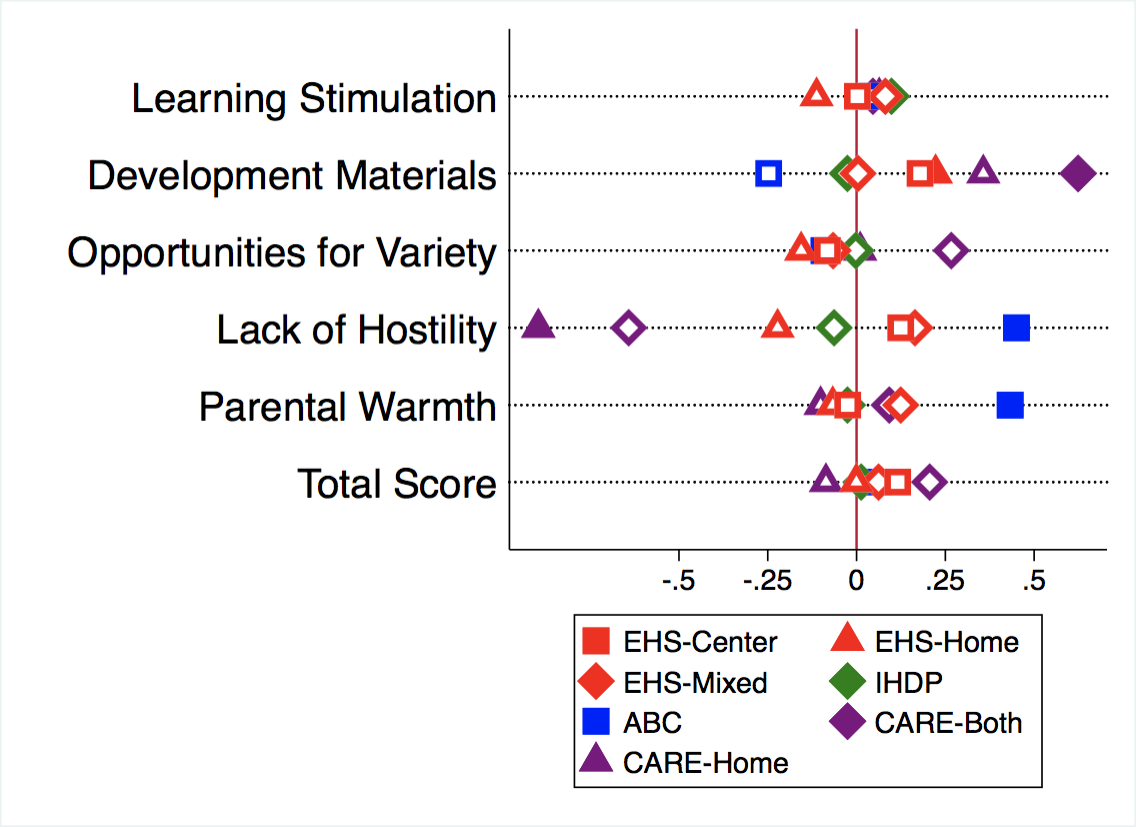 Learning Stimulation
Development Materials
Opportunities for Variety
Lack of Hostility
Parental Warmth
Total Score
-.5 -.25 0 .25 .5
EHS-Center EHS-Home
EHS-Mixed IHDP
ABC CARE-Both
CARE-Home